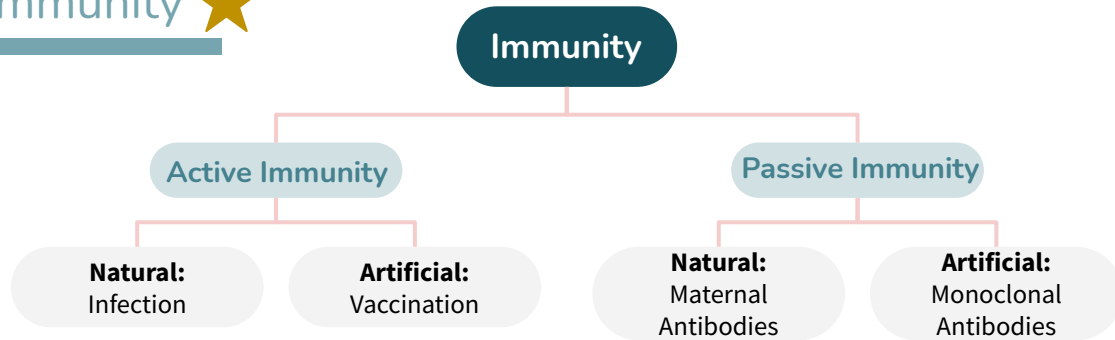 mmunity
Immunity
Active Immunity
Passive Immunity
Natural:
Infection
Artificial:
Vaccination
Natural:
Maternal
Antibodies
Artificial:
Monoclonal
Antibodies